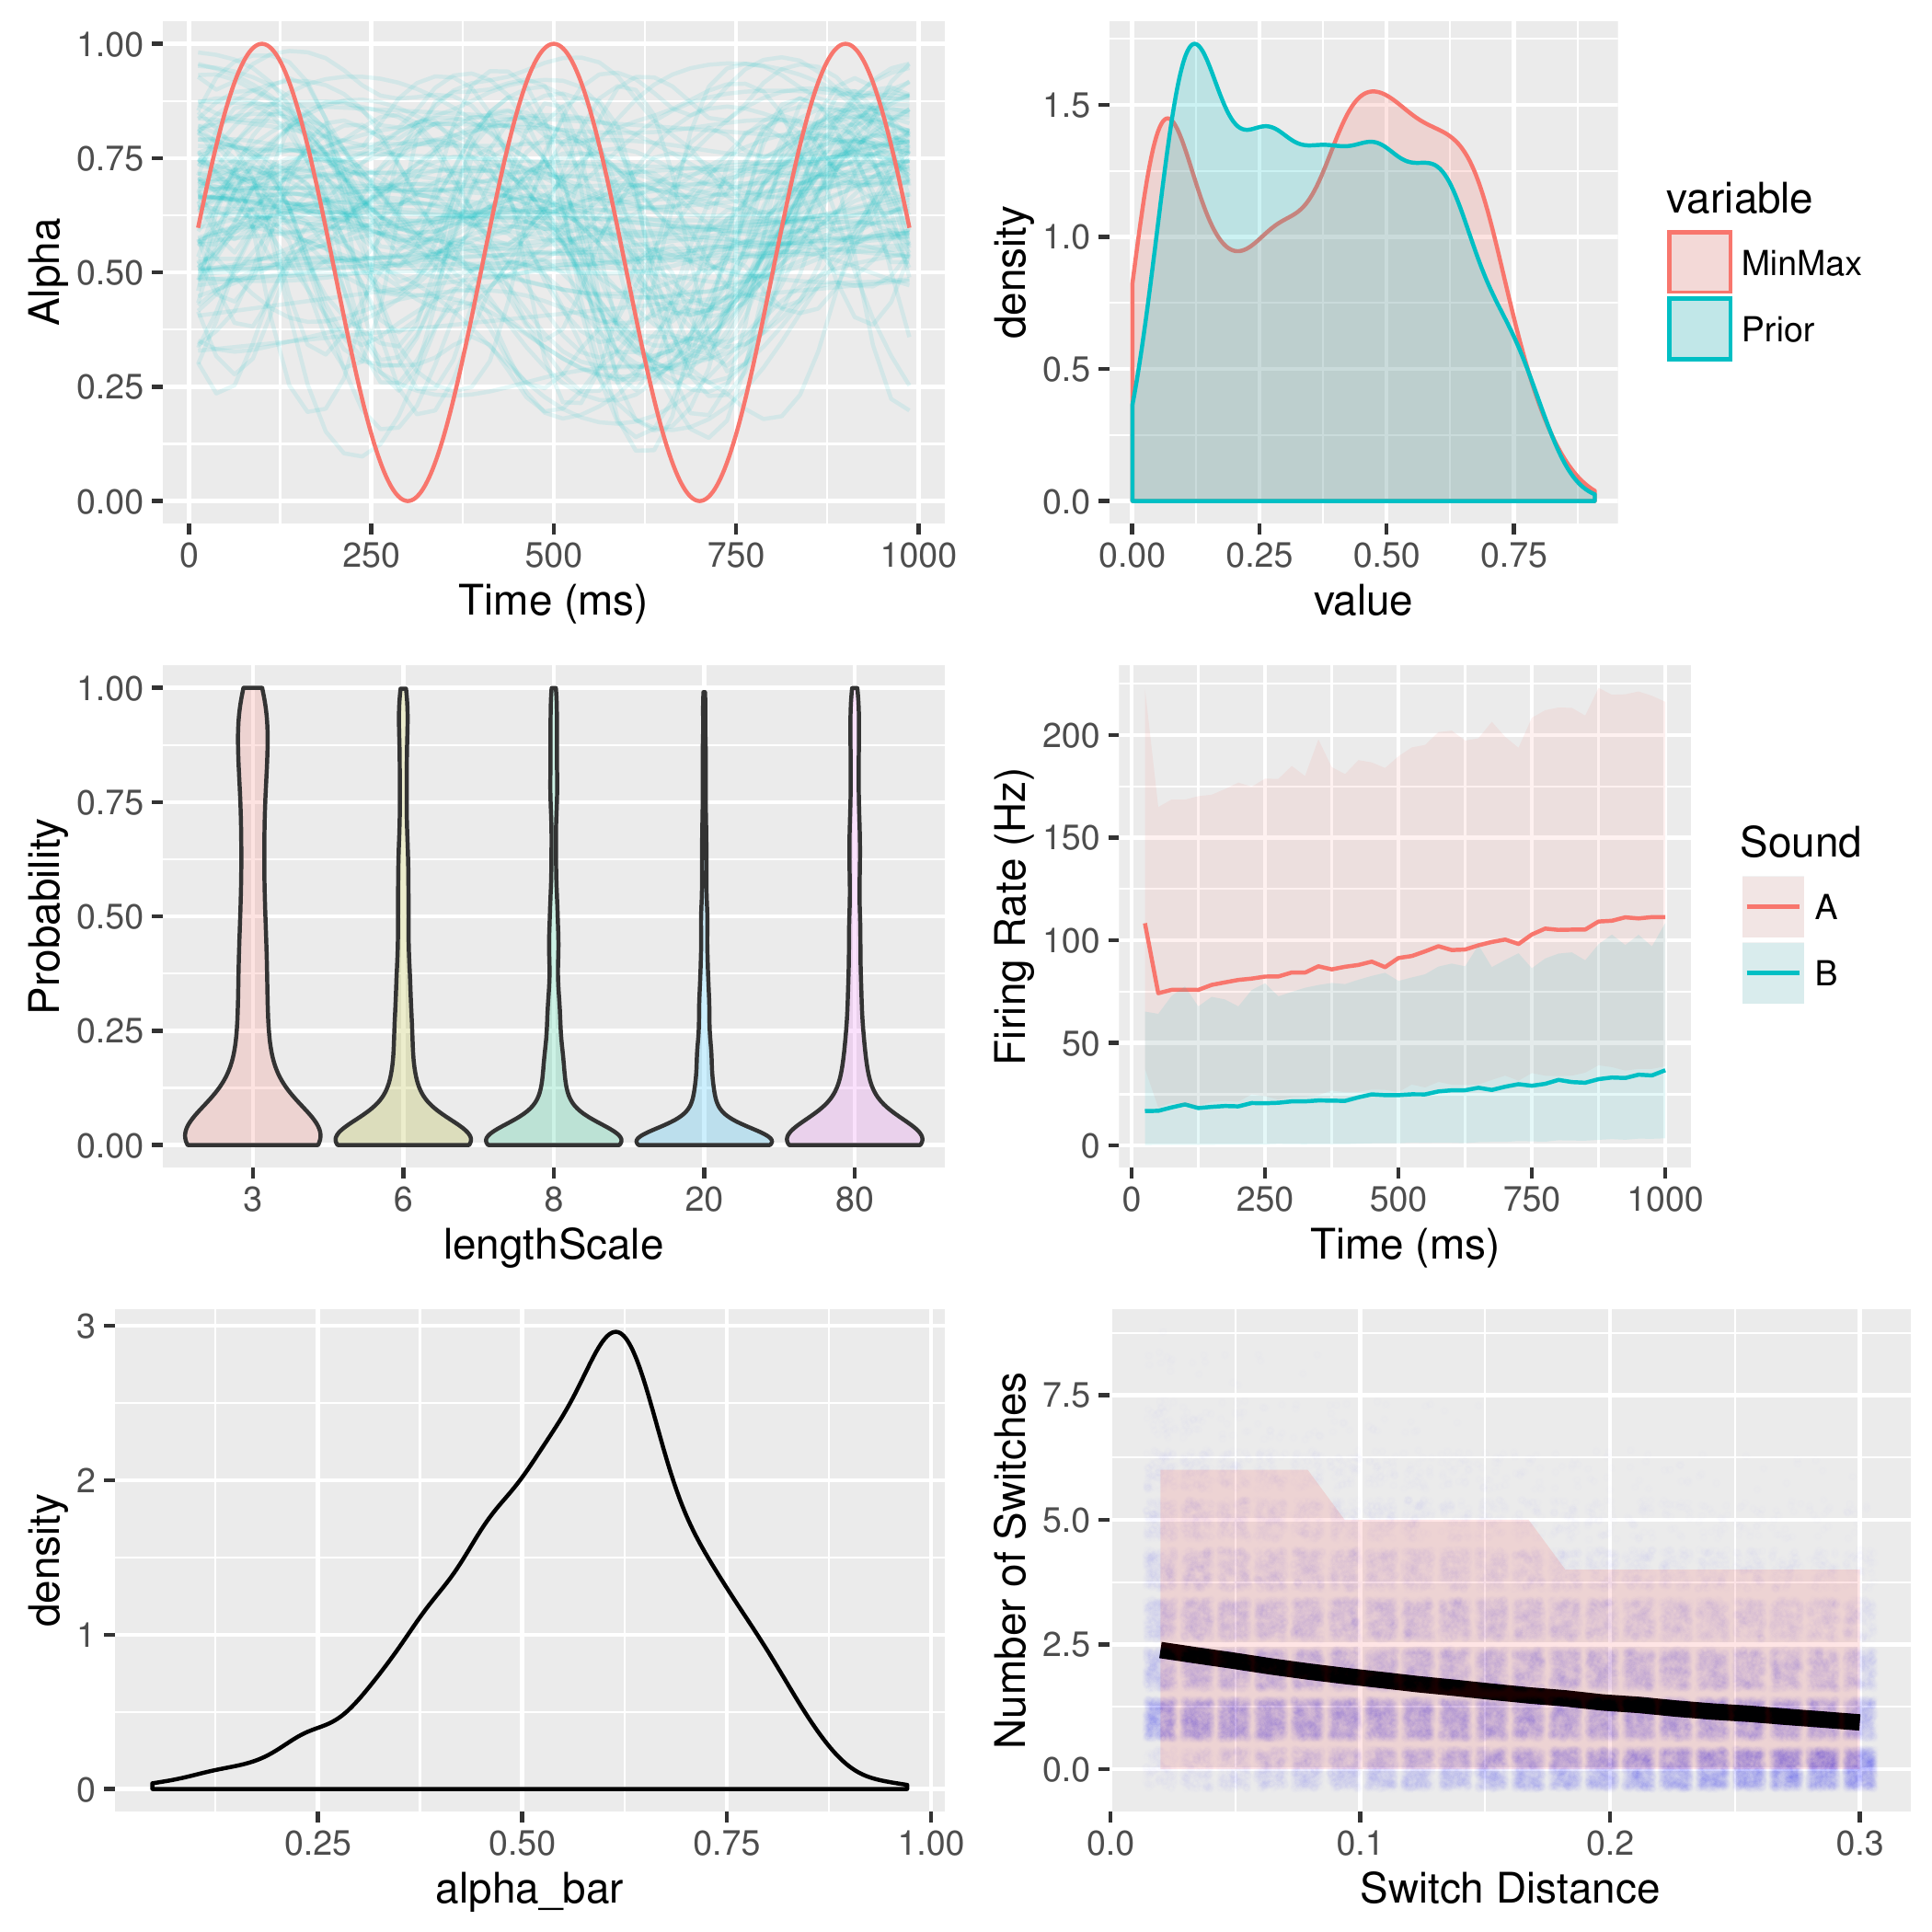 Alpha
1.00
0.75
0.50
0.25
0.00
0 250 500 750 1000
Time (ms)
density
1.5
1.0
0.5
0.0
0.00 0.25 0.50 0.75
value
variable
MinMax
Prior
Probability
1.00
0.75
0.50
0.25
0.00
3 6 8 20 80
lengthScale
Firing Rate (Hz)
200
150
100
50
0
0 250 500 750 1000
Time (ms)
Sound
A
B
density
3
2
1
0
0.25 0.50 0.75 1.00
alpha_bar
Number of Switches
7.5
5.0
2.5
0.0
0.0 0.1 0.2 0.3
Switch Distance